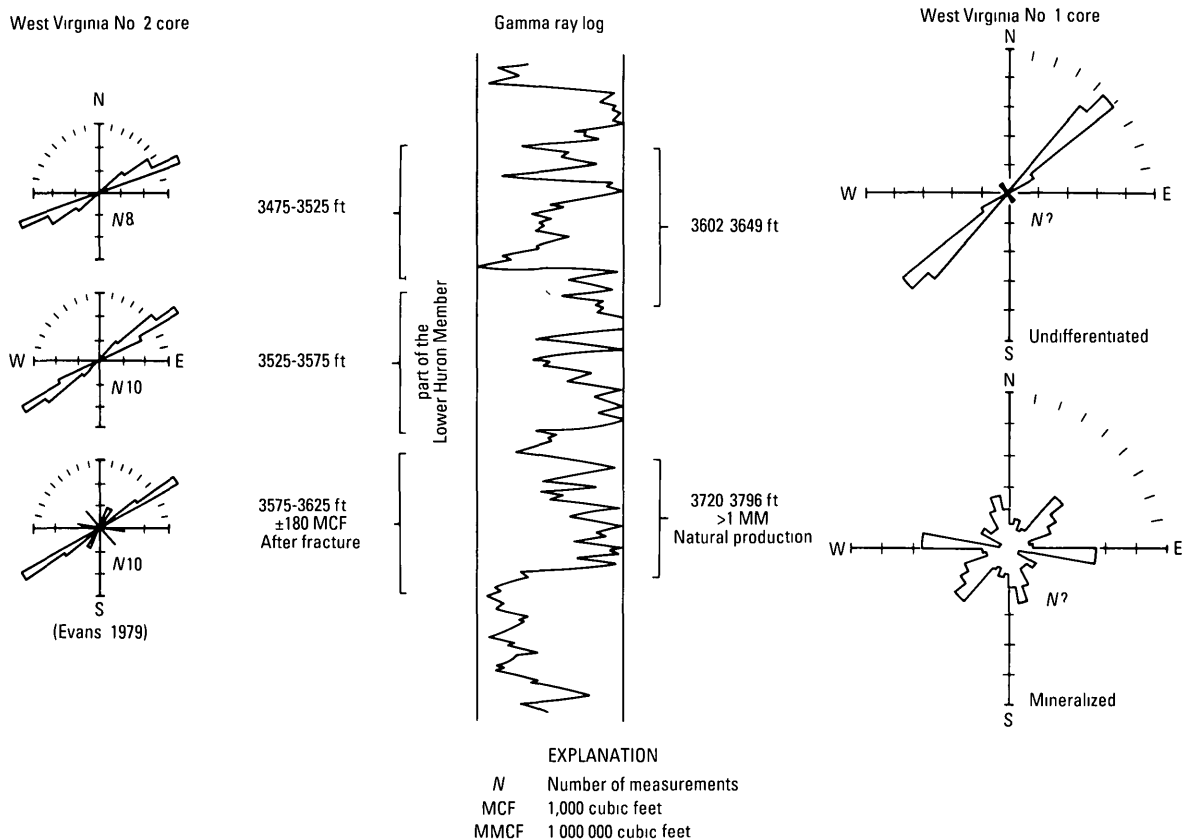 West Virginia No 2 core
N
N8
3475-3525 ft
W
E
N10
3525-3575 ft
N10
S
3575-3625 ft
±180 MCF
After fracture
(Evans 1979)
part of the
Lower Huron Member
Gamma ray log
3602 3649 ft
3720 3796 ft
>1 MM
Natural production
West Virginia No 1 core
N
W
E
N?
Undifferentiated
S
N
W
E
N?
Mineralized
S
EXPLANATION
N Number of measurements
MCF 1,000 cubic feet
MMCF 1 000 000 cubic feet